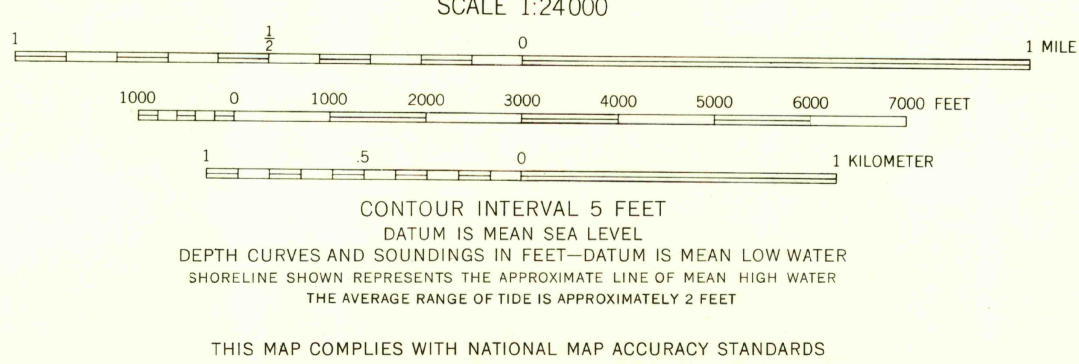 SCALE 1:24000
1 1/2 0 1 MILE
1000 0 1000 2000 3000 4000 5000 6000 7000 FEET
1 .5 0 1 KILOMETER
CONTOUR INTERVAL 5 FEET
DATUM IS MEAN SEA LEVEL
DEPTH CURVES AND SOUNDINGS IN FEET—DATUM IS MEAN LOW WATER
SHORELINE SHOWN REPRESENTS THE APPROXIMATE LINE OF MEAN HIGH WATER
THE AVERAGE RANGE OF TIDE IS APPROXIMATELY 2 FEET
THIS MAP COMPLIES WITH NATIONAL MAP ACCURACY STANDARDS